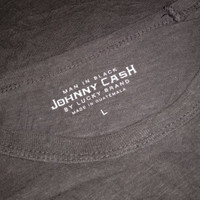 MAN IN BLACK
JOHNNY CASH
BY LUCKY BRAND
MADE IN GUATEMALA
L